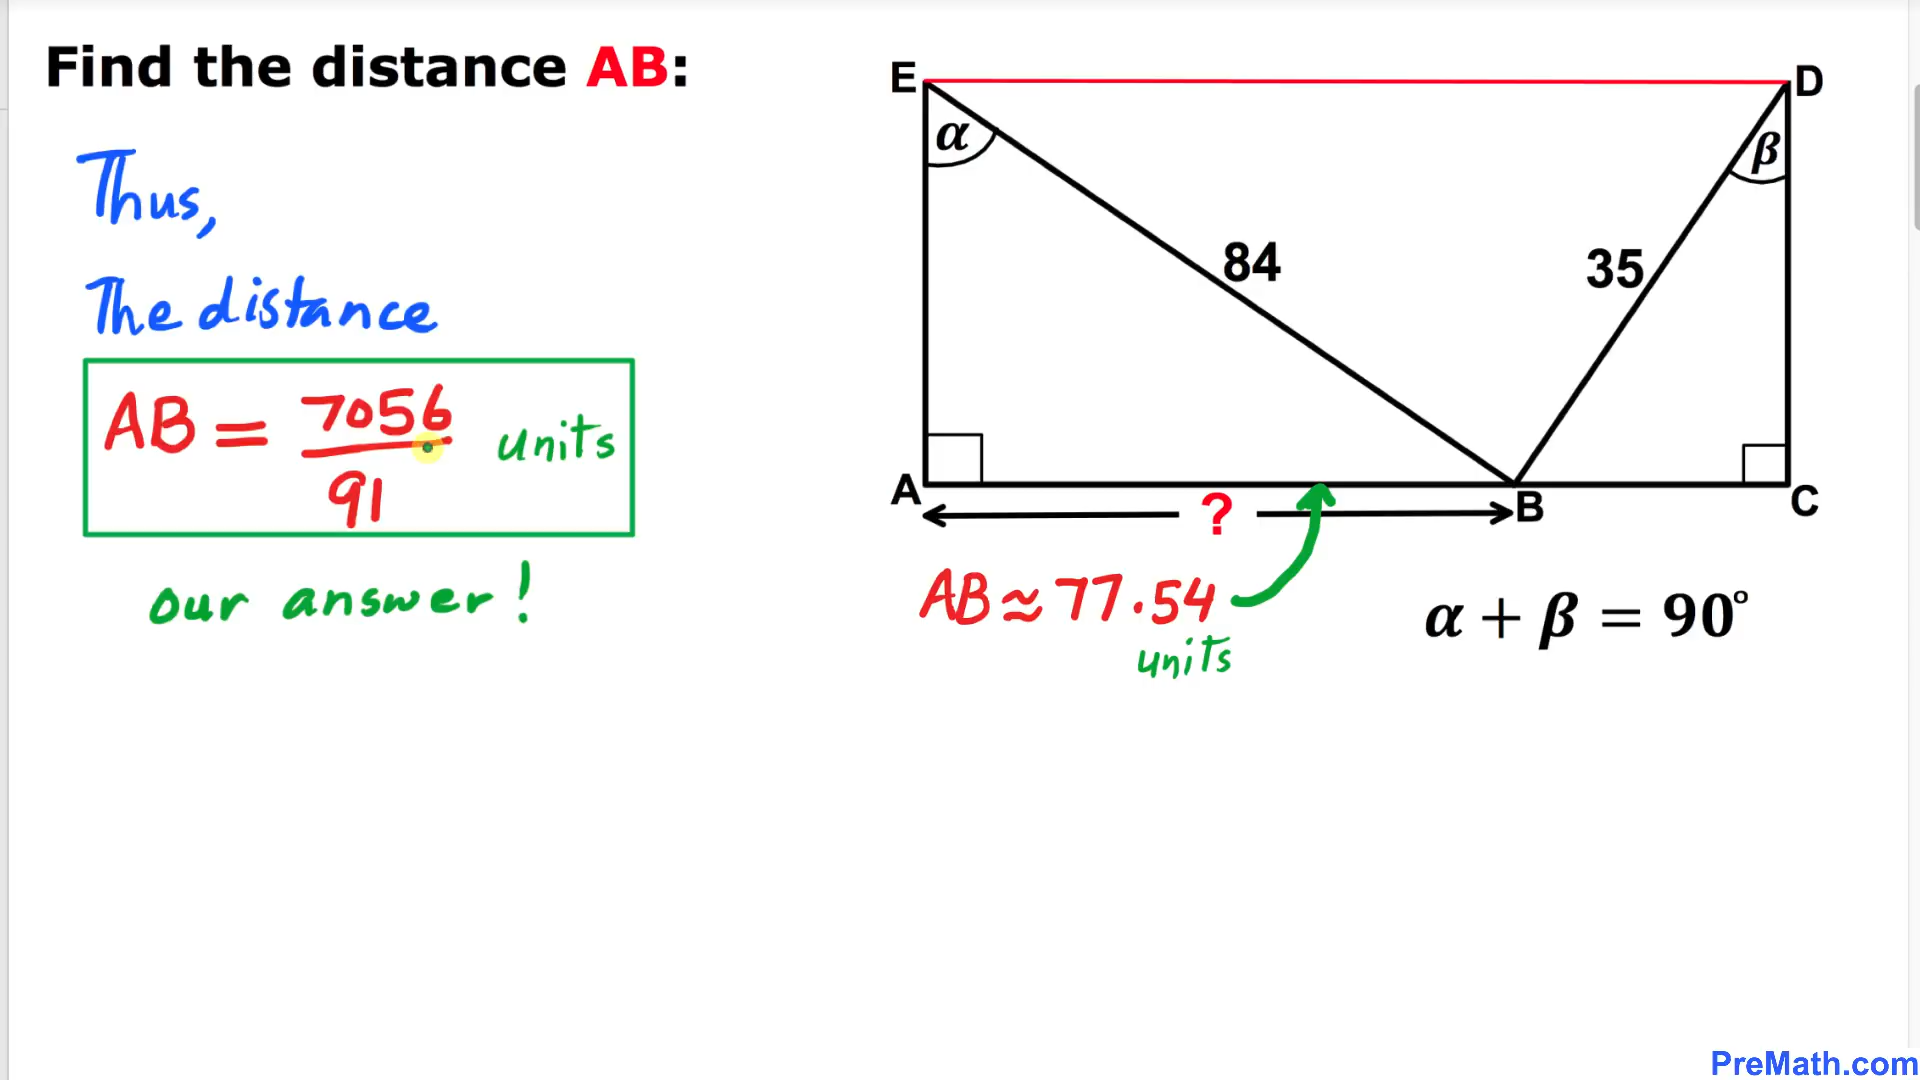 Find the distance AB:
Thus,
The distance
AB = 7056/91 units
our answer!
E
D
α
β
84
35
A
?
B
C
AB ≈ 77.54
units
α + β = 90°
PreMath.com